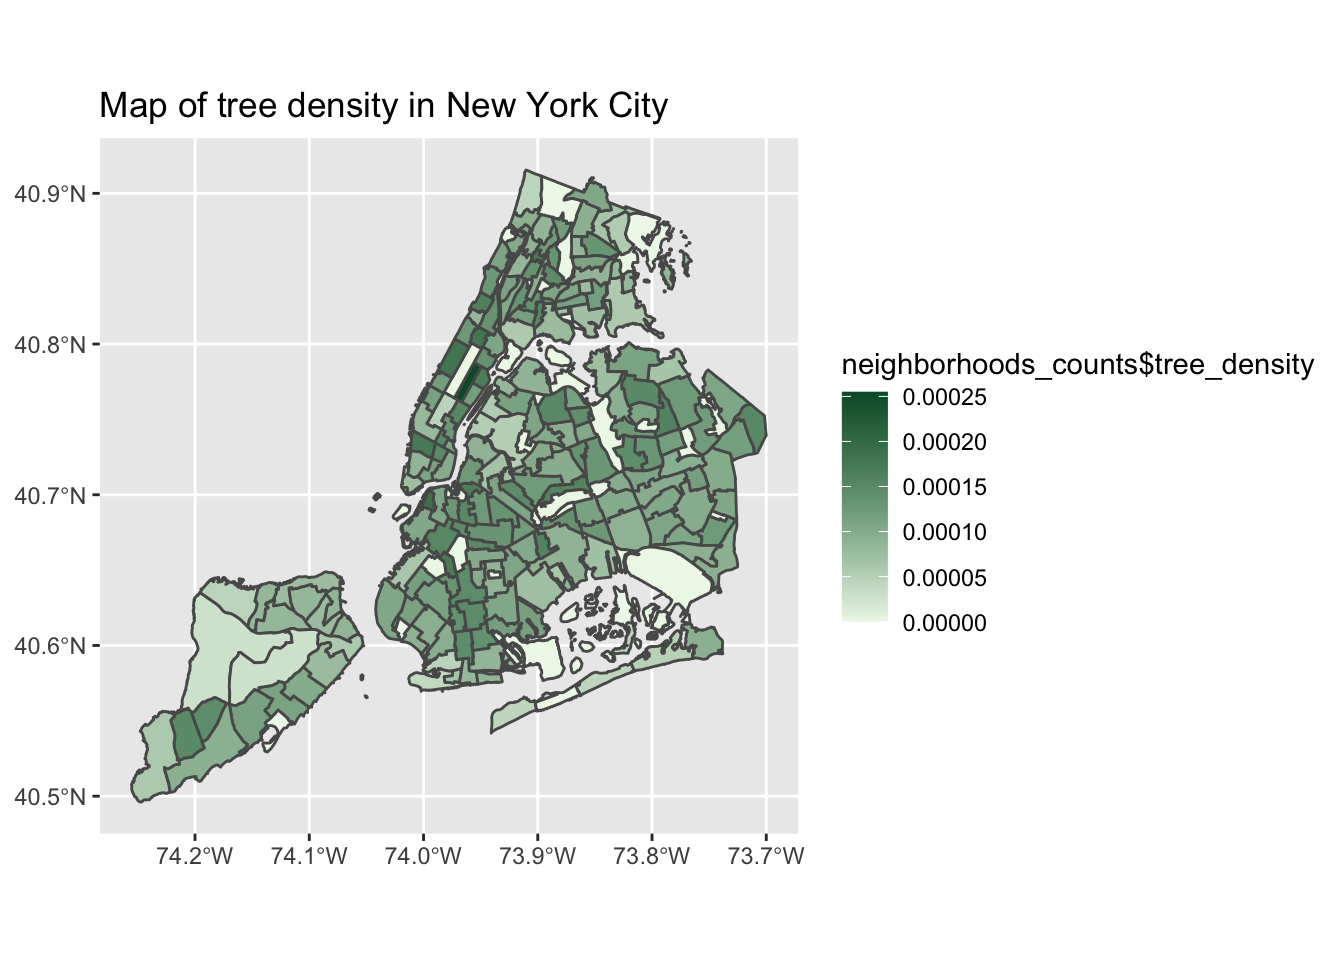 Map of tree density in New York City
40.9°N
40.8°N
40.7°N
40.6°N
40.5°N
74.2°W 74.1°W 74.0°W 73.9°W 73.8°W 73.7°W
neighborhoods_counts$tree_density
0.00025
0.00020
0.00015
0.00010
0.00005
0.00000